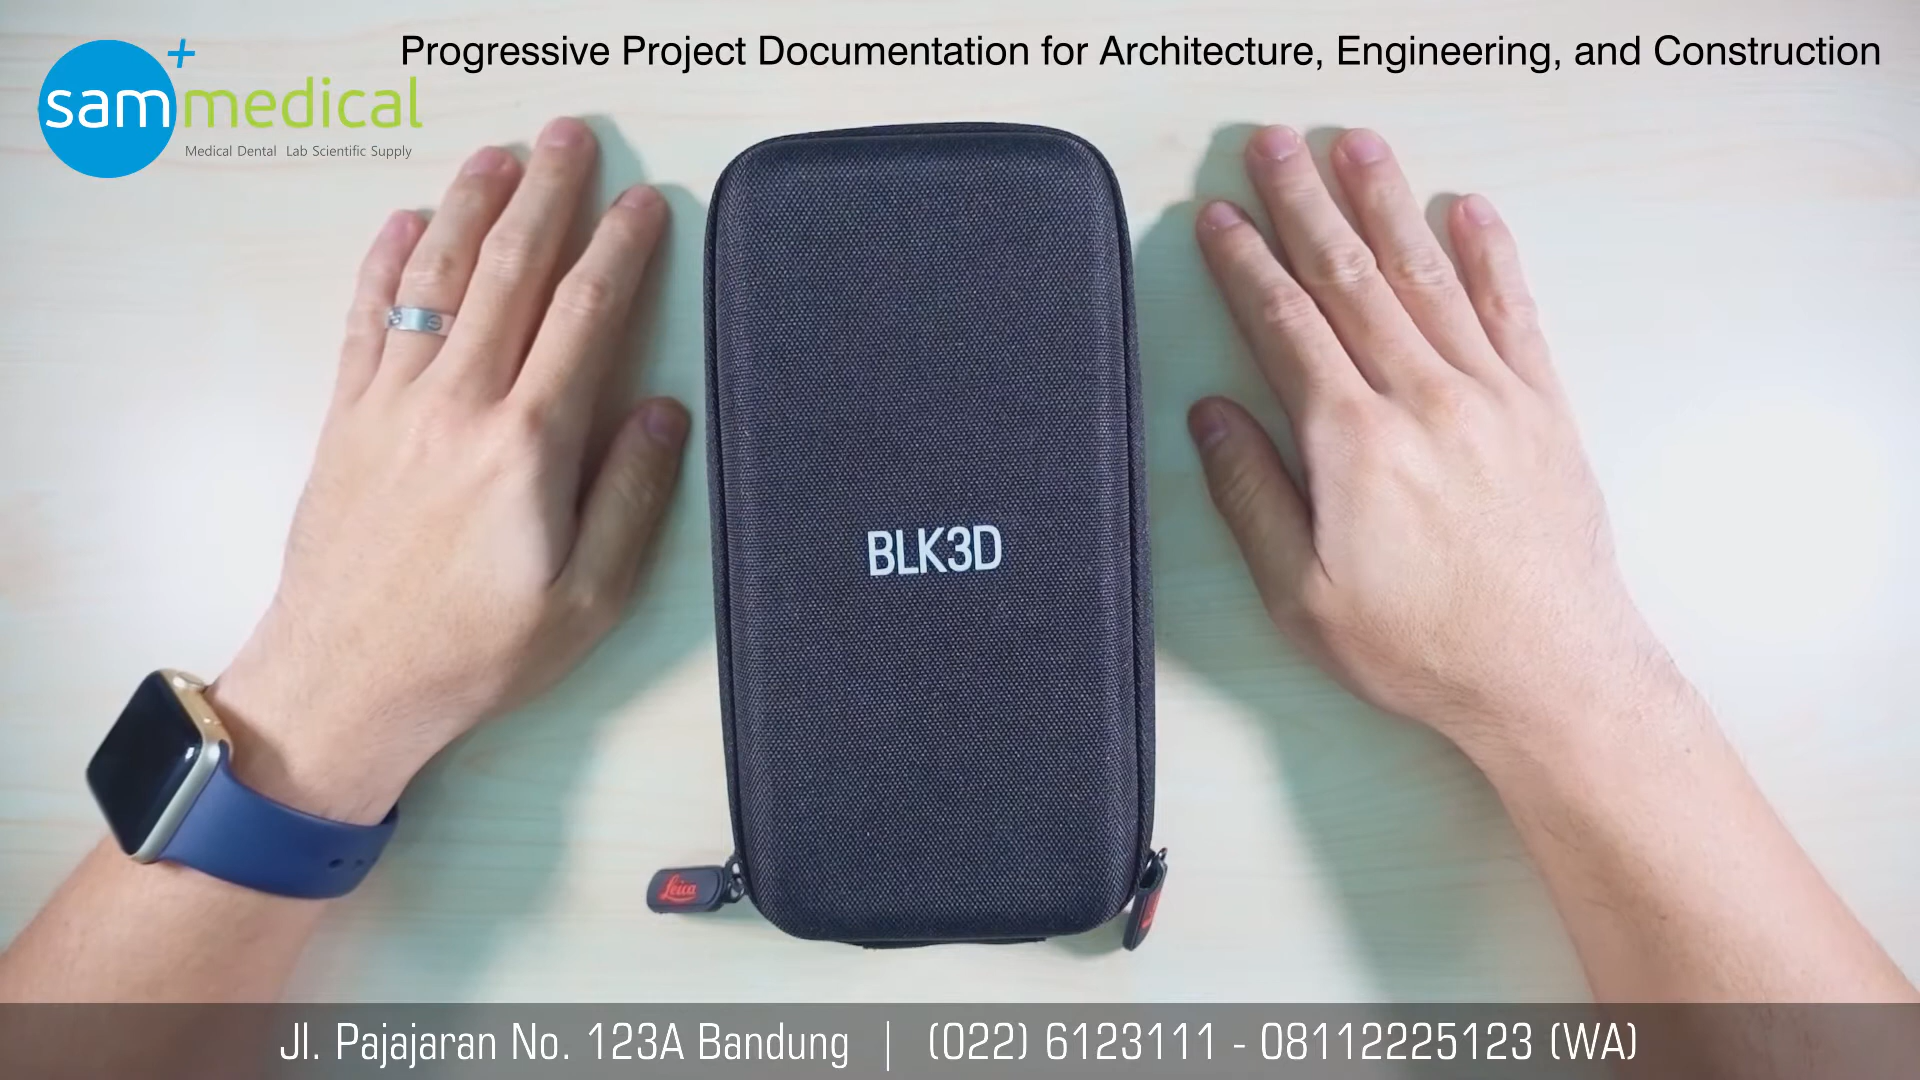 Progressive Project Documentation for Architecture, Engineering, and Construction
sam+medical
Medical Dental Lab Scientific Supply
BLK3D
Leica
Jl. Pajajaran No. 123A Bandung | (022) 6123111 - 08112225123 (WA)